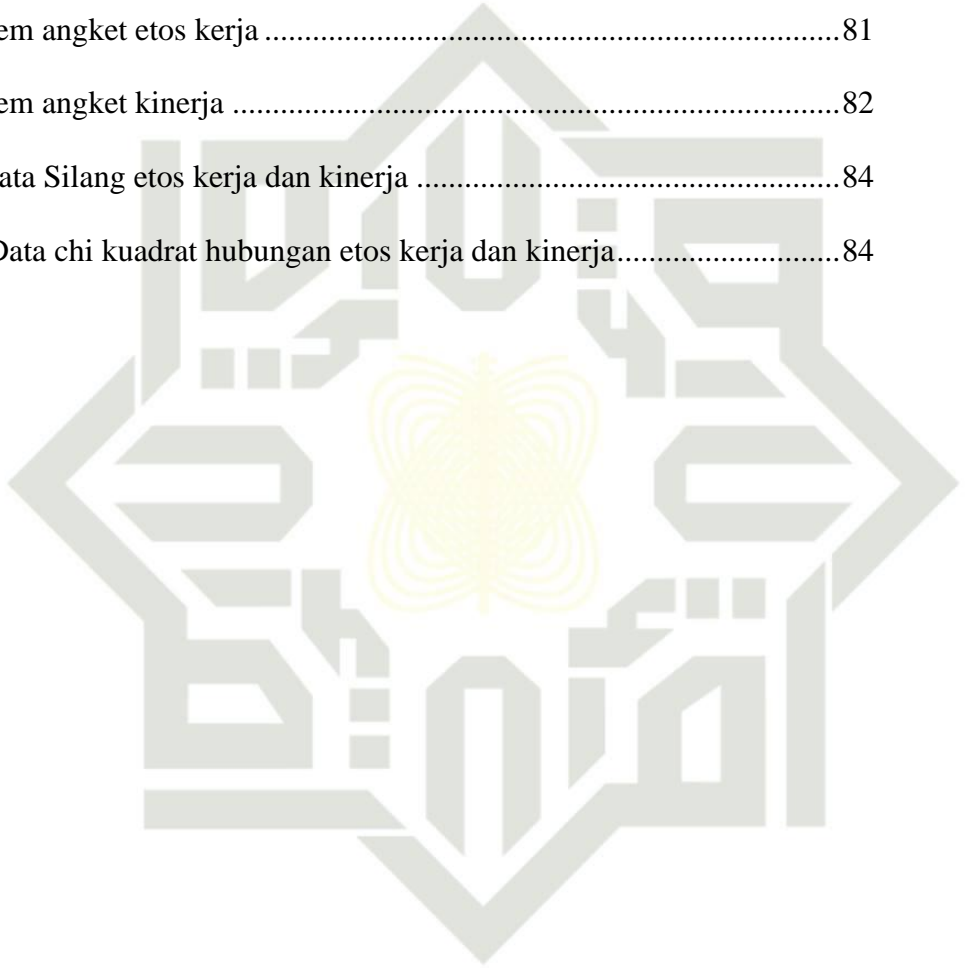 em angket etos kerja ........................................................................ 81
em angket kinerja ............................................................................ 82
ata Silang etos kerja dan kinerja ..................................................... 84
Data chi kuadrat hubungan etos kerja dan kinerja ............................ 84